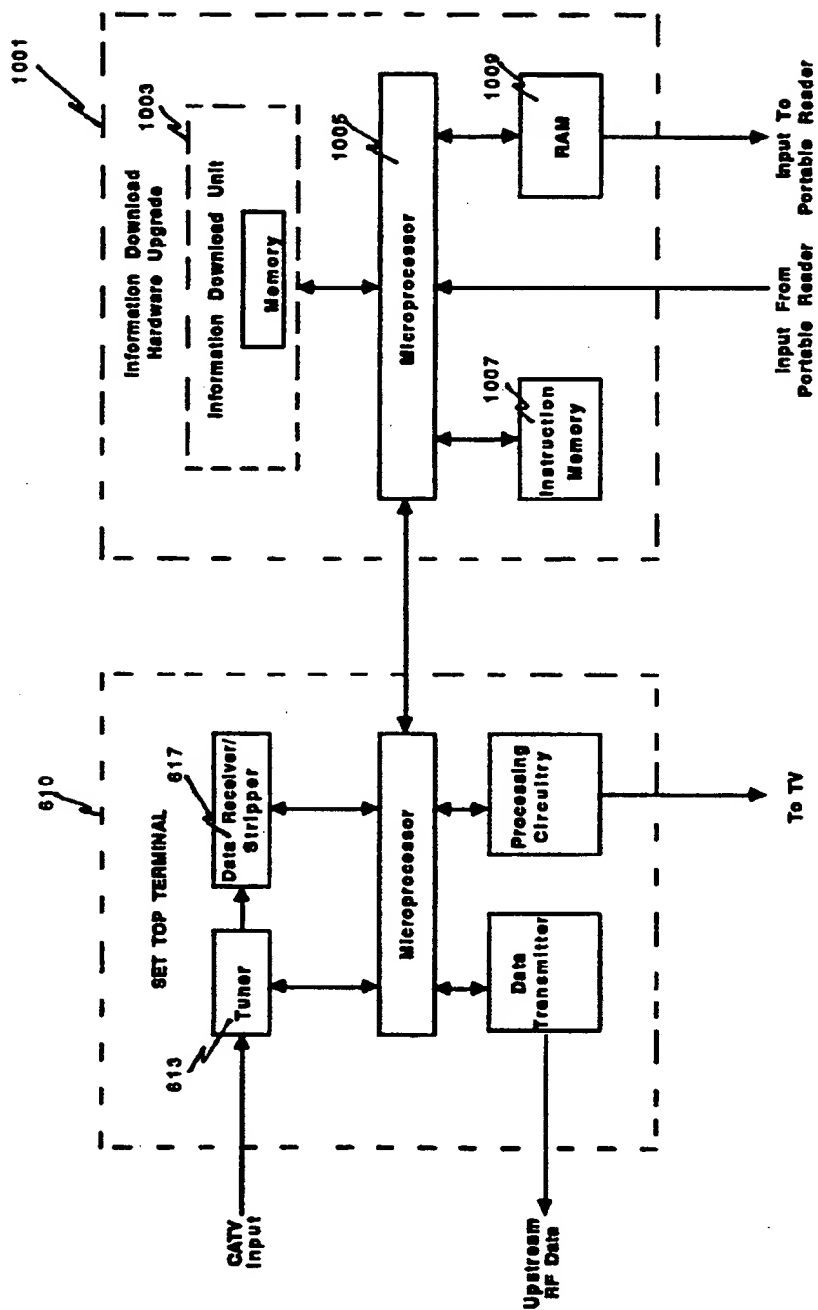 610
SET TOP TERMINAL
CATV
Input
613
Tuner
617
Data Receiver/
Stripper
Microprocessor
Data
Transmitter
Processing
Circuitry
Upstream
RF Data
To TV
1001
Information Download
Hardware Upgrade
1003
Information Download Unit
Memory
1005
Microprocessor
1007
Instruction
Memory
1009
RAM
Input From
Portable Reader
Input To
Portable Reader